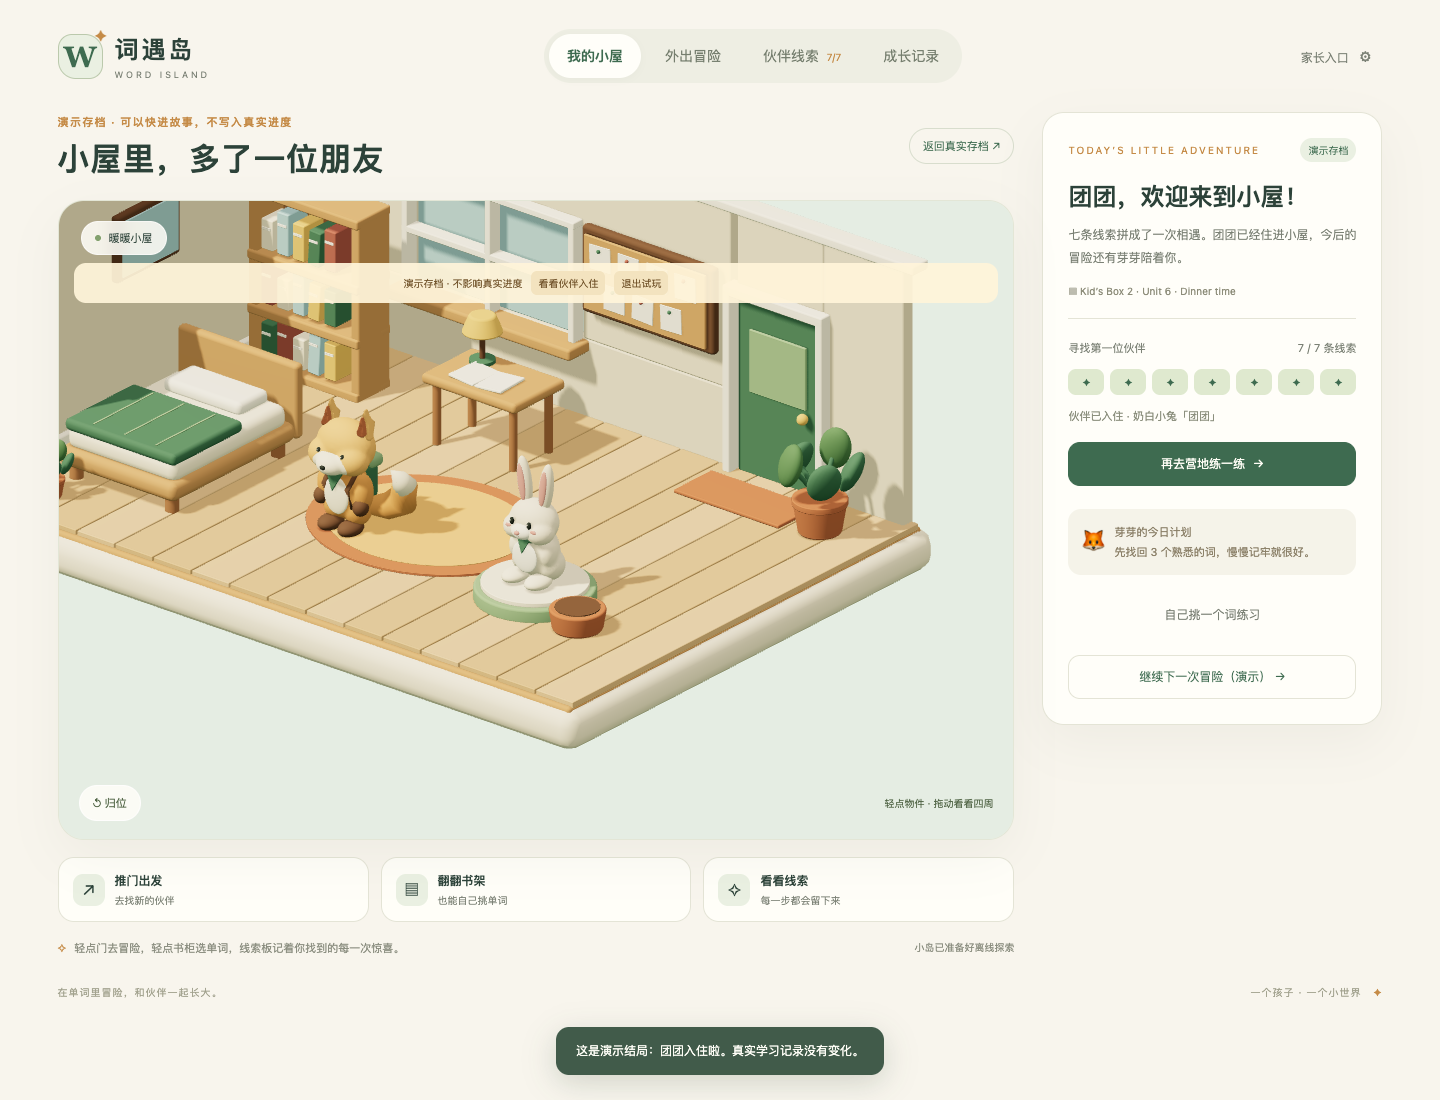 W
词遇岛
WORD ISLAND
我的小屋
外出冒险
伙伴线索 7/7
成长记录
家长入口
演示存档 · 可以快进故事，不写入真实进度
小屋里，多了一位朋友
返回真实存档 ↗
暖暖小屋
演示存档 · 不影响真实进度
看看伙伴入住
退出试玩
归位
轻点物件 · 拖动看看四周
推门出发
去找新的伙伴
翻翻书架
也能自己挑单词
看看线索
每一步都会留下来
轻点门去冒险，轻点书柜选单词，线索板记着你找到的每一次惊喜。
小岛已准备好离线探索
TODAY'S LITTLE ADVENTURE
演示存档
团团，欢迎来到小屋！
七条线索拼成了一次相遇。团团已经住进小屋，今后的
冒险还有芽芽陪着你。
Kid's Box 2 · Unit 6 · Dinner time
寻找第一位伙伴
7 / 7 条线索
伙伴已入住 · 奶白小兔「团团」
再去营地练一练 →
芽芽的今日计划
先找回 3 个熟悉的词，慢慢记牢就很好。
自己挑一个词练习
继续下一次冒险（演示） →
在单词里冒险，和伙伴一起长大。
一个孩子 · 一个小世界
这是演示结局：团团入住啦。真实学习记录没有变化。